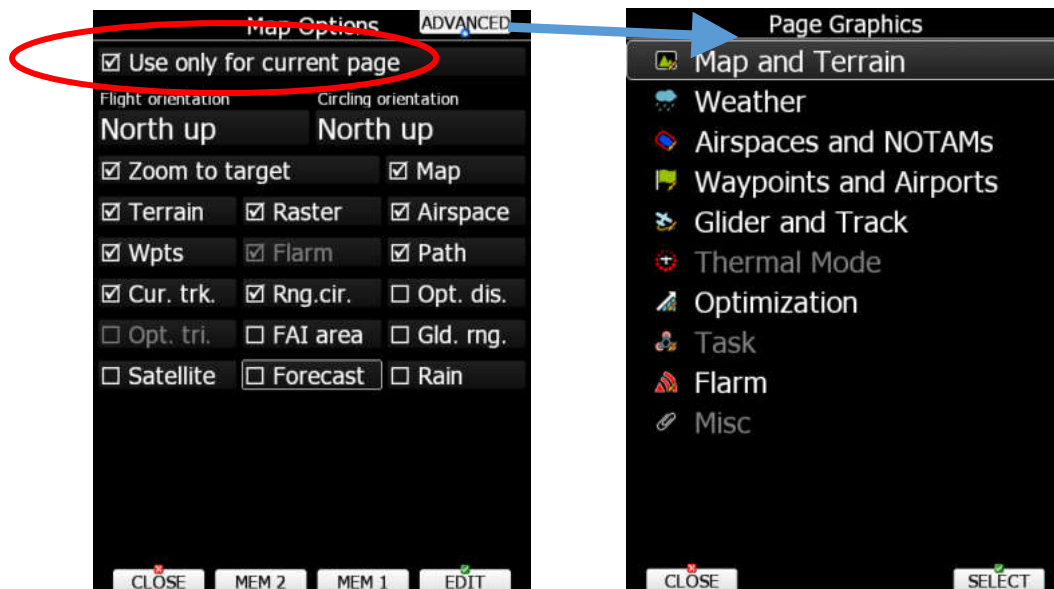 Map Options ADVANCED
Use only for current page
Flight orientation Circling orientation
North up North up
Zoom to target Map
Terrain Raster Airspace
Wpts Flarm Path
Cur. trk. Rng.cir. Opt. dis.
Opt. tri. FAI area Gld. rng.
Satellite Forecast Rain
CLOSE MEM 2 MEM 1 EDIT
Page Graphics
Map and Terrain
Weather
Airspaces and NOTAMs
Waypoints and Airports
Glider and Track
Thermal Mode
Optimization
Task
Flarm
Misc
CLOSE SELECT